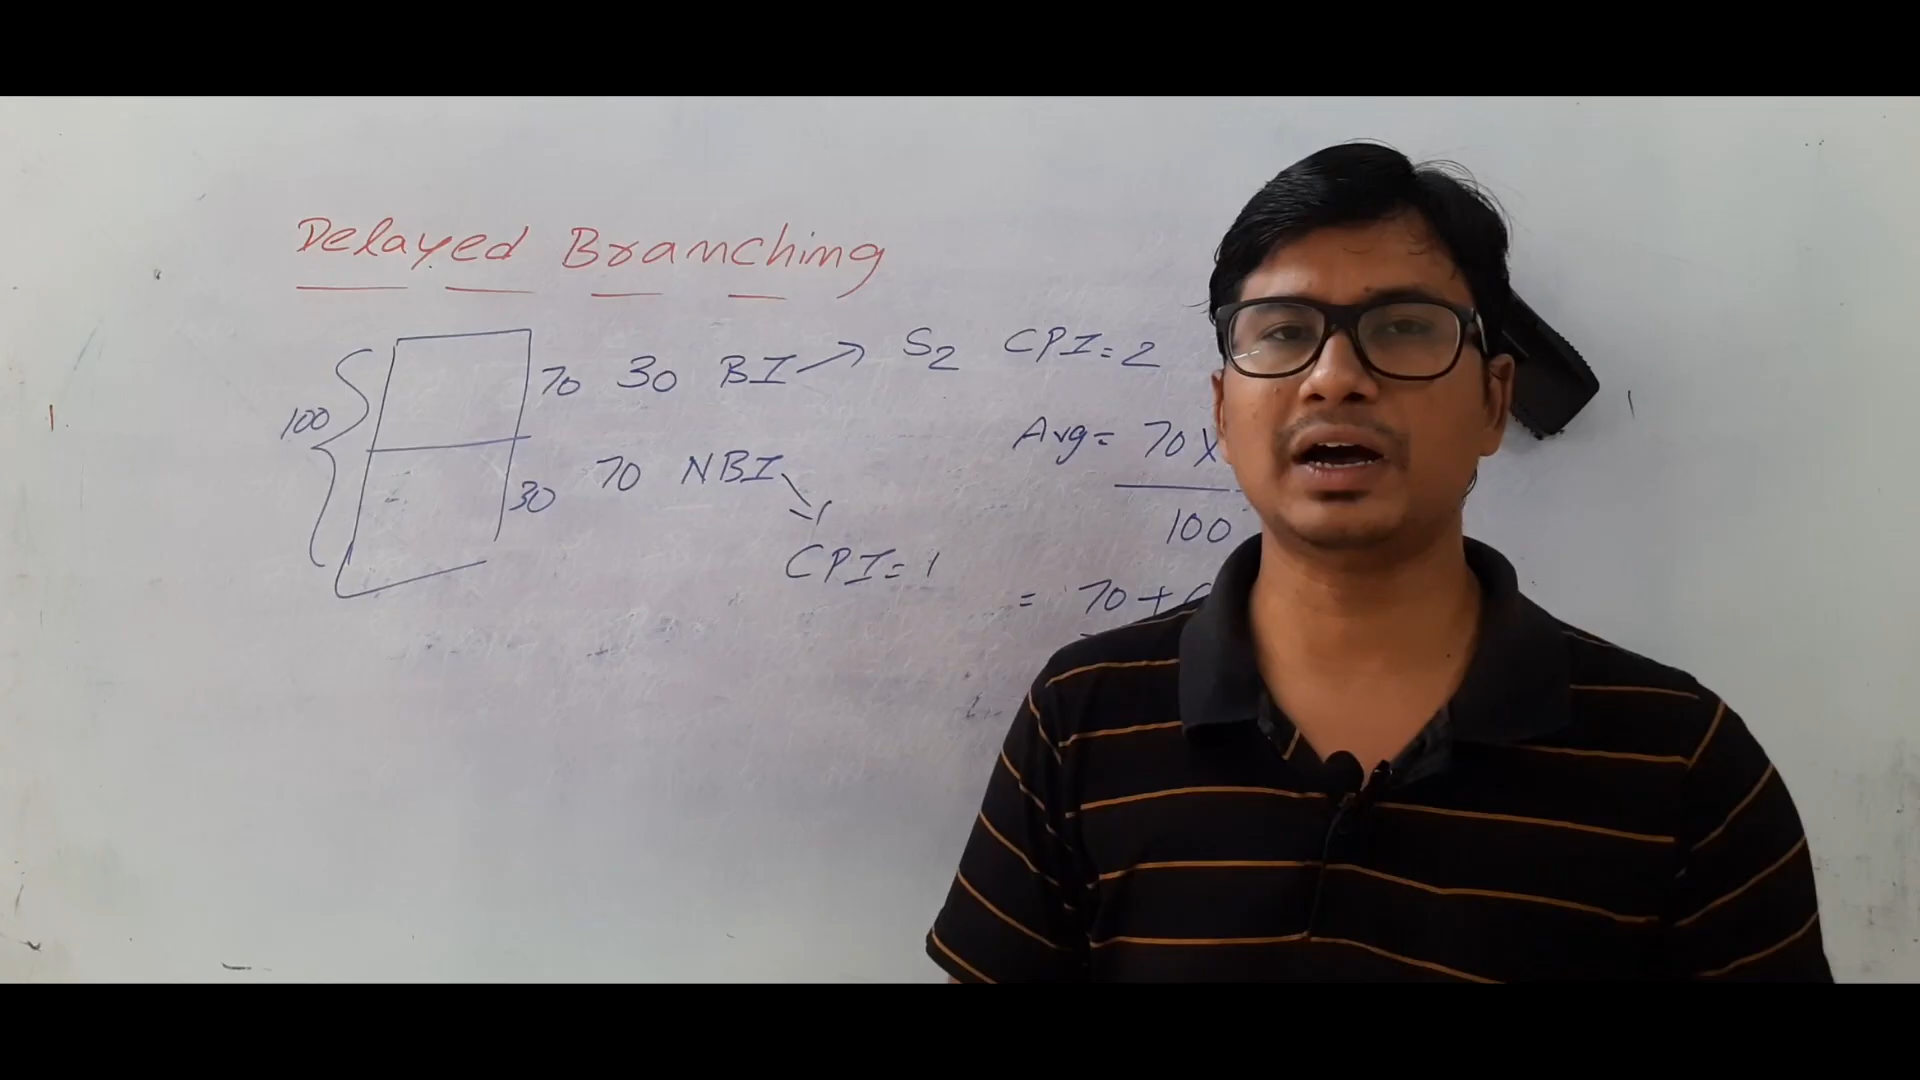 Delayed Branching
100
70 30 BI → S2 CPI=2
30 70 NBI
CPI=1
Avg= 70 X
100
= 70 +